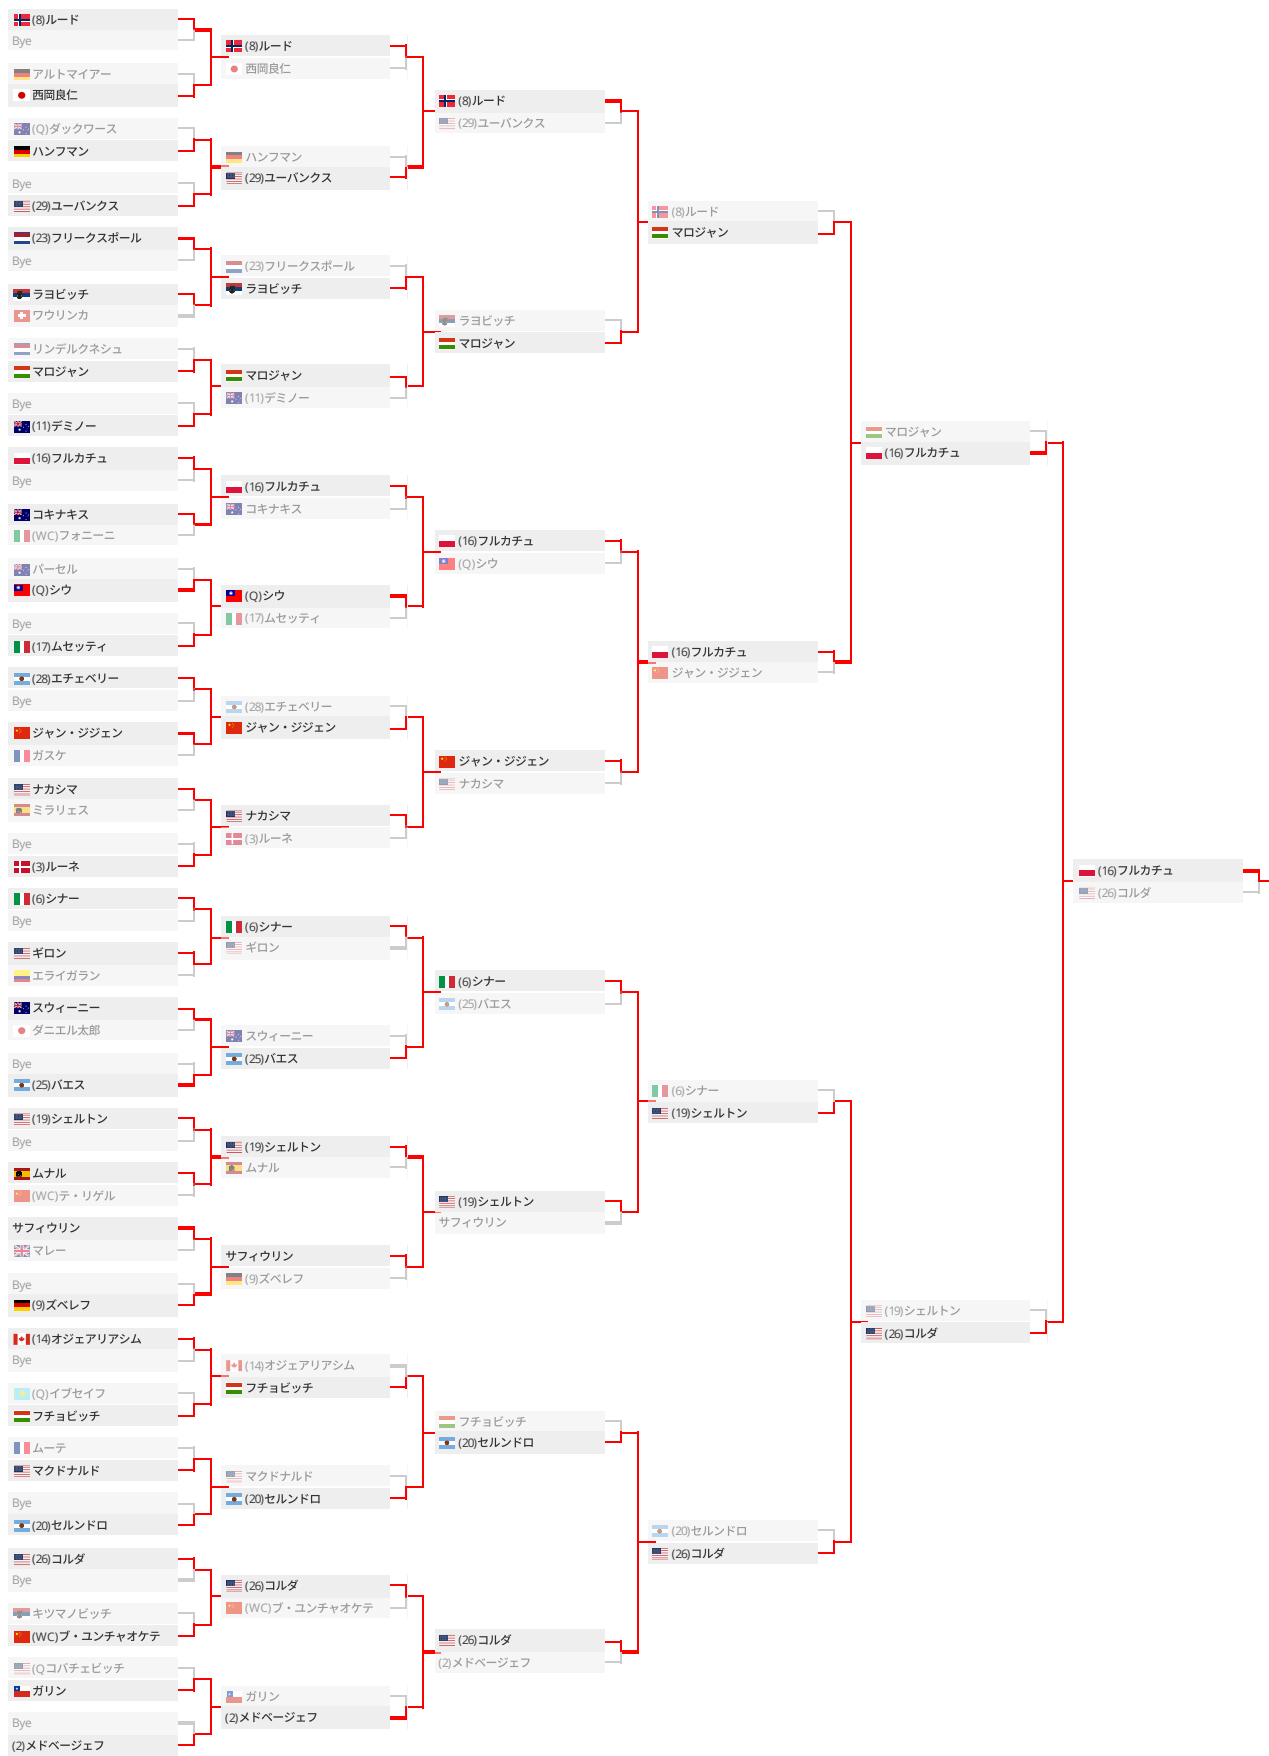 (8)ルード
Bye
アルトマイアー
西岡良仁
(Q)ダックワース
ハンフマン
Bye
(29)ユーバンクス
(23)フリークスポール
Bye
ラヨビッチ
ワウリンカ
リンデルクネシュ
マロジャン
Bye
(11)デミノー
(16)フルカチュ
Bye
コキナキス
(WC)フォニーニ
パーセル
(Q)シウ
Bye
(17)ムセッティ
(28)エチェベリー
Bye
ジャン・ジジェン
ガスケ
ナカシマ
ミラリェス
Bye
(3)ルーネ
(6)シナー
Bye
ギロン
エライガラン
スウィーニー
ダニエル太郎
Bye
(25)バエス
(19)シェルトン
Bye
ムナル
(WC)テ・リゲル
サフィウリン
マレー
Bye
(9)ズベレフ
(14)オジェアリアシム
Bye
(Q)イブセイフ
フチョビッチ
ムーテ
マクドナルド
Bye
(20)セルンドロ
(26)コルダ
Bye
キツマノビッチ
(WC)ブ・ユンチャオケテ
(Qコバチェビッチ
ガリン
Bye
(2)メドベージェフ
(8)ルード
西岡良仁
ハンフマン
(29)ユーバンクス
(23)フリークスポール
ラヨビッチ
マロジャン
(11)デミノー
(16)フルカチュ
コキナキス
(Q)シウ
(17)ムセッティ
(28)エチェベリー
ジャン・ジジェン
ナカシマ
(3)ルーネ
(6)シナー
ギロン
スウィーニー
(25)バエス
(19)シェルトン
ムナル
サフィウリン
(9)ズベレフ
(14)オジェアリアシム
フチョビッチ
マクドナルド
(20)セルンドロ
(26)コルダ
(WC)ブ・ユンチャオケテ
ガリン
(2)メドベージェフ
(8)ルード
(29)ユーバンクス
ラヨビッチ
マロジャン
(16)フルカチュ
(Q)シウ
ジャン・ジジェン
ナカシマ
(6)シナー
(25)バエス
(19)シェルトン
サフィウリン
フチョビッチ
(20)セルンドロ
(26)コルダ
(2)メドベージェフ
(8)ルード
マロジャン
(16)フルカチュ
ジャン・ジジェン
(6)シナー
(19)シェルトン
(20)セルンドロ
(26)コルダ
マロジャン
(16)フルカチュ
(19)シェルトン
(26)コルダ
(16)フルカチュ
(26)コルダ